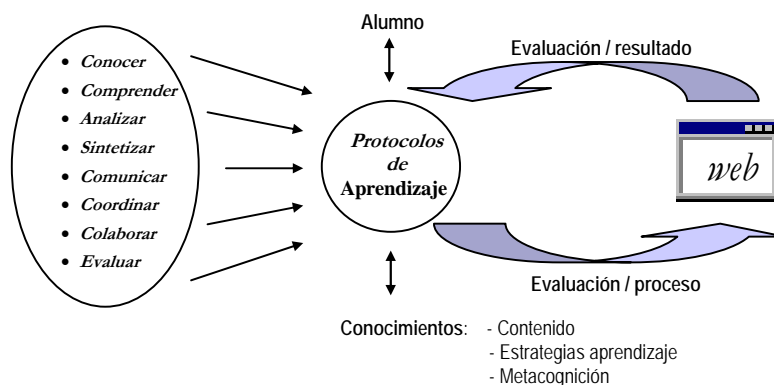 Alumno
Evaluación / resultado
• Conocer
• Comprender
• Analizar
• Sintetizar
• Comunicar
• Coordinar
• Colaborar
• Evaluar
Protocolos
de
Aprendizaje
web
Evaluación / proceso
Conocimientos: - Contenido
- Estrategias aprendizaje
- Metacognición